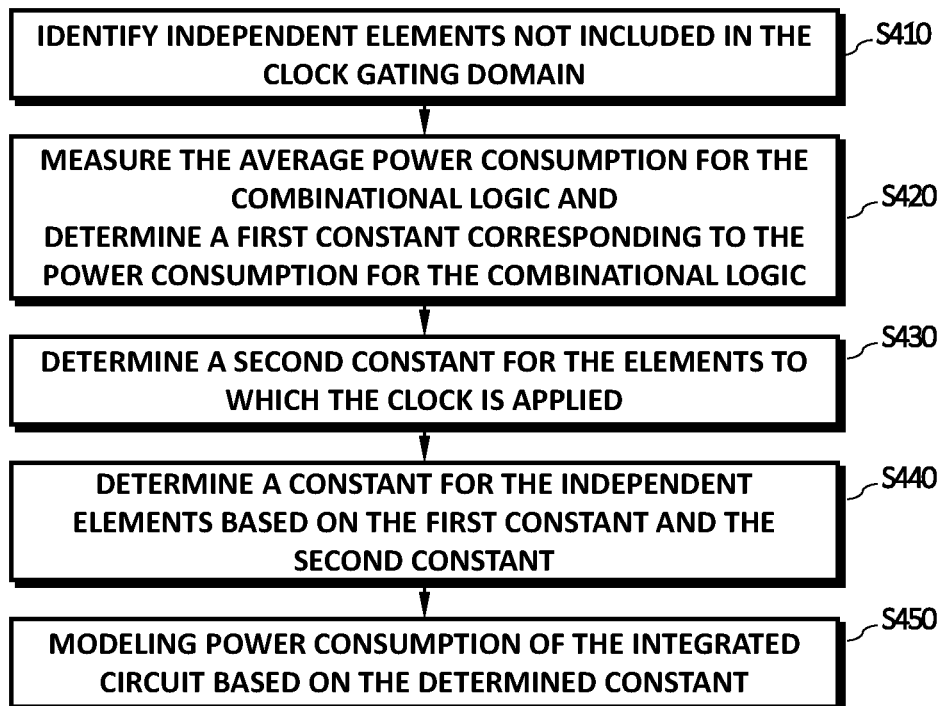 IDENTIFY INDEPENDENT ELEMENTS NOT INCLUDED IN THE
CLOCK GATING DOMAIN
S410
MEASURE THE AVERAGE POWER CONSUMPTION FOR THE
COMBINATIONAL LOGIC AND
DETERMINE A FIRST CONSTANT CORRESPONDING TO THE
POWER CONSUMPTION FOR THE COMBINATIONAL LOGIC.
S420
DETERMINE A SECOND CONSTANT FOR THE ELEMENTS TO
WHICH THE CLOCK IS APPLIED
S430
DETERMINE A CONSTANT FOR THE INDEPENDENT
ELEMENTS BASED ON THE FIRST CONSTANT AND THE
SECOND CONSTANT
S440
MODELING POWER CONSUMPTION OF THE INTEGRATED
CIRCUIT BASED ON THE DETERMINED CONSTANT
S450